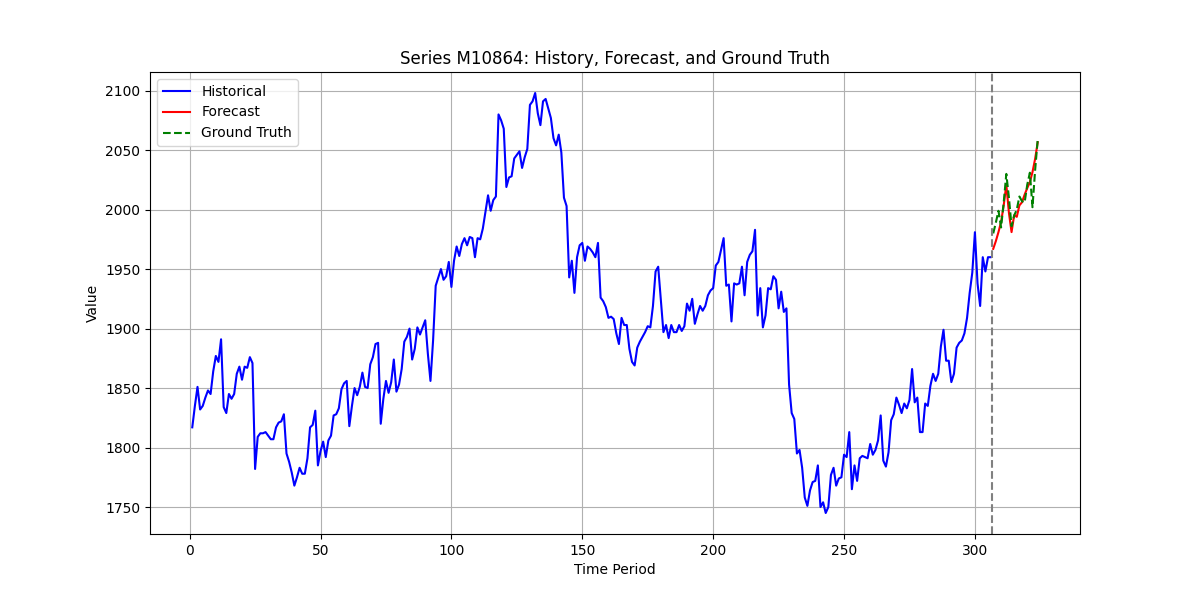 Series M10864: History, Forecast, and Ground Truth
Historical
Forecast
Ground Truth
2100
2050
2000
1950
1900
1850
1800
1750
Value
0 50 100 150 200 250 300
Time Period